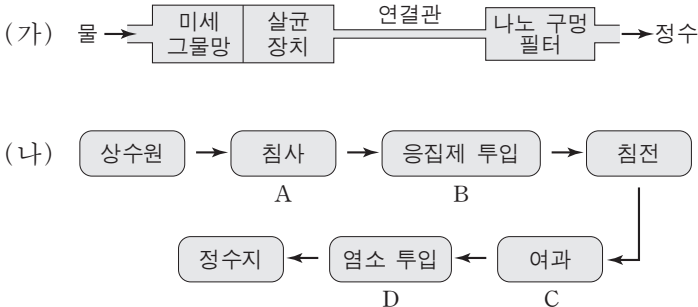 (가) 물 미세 그물망 살균 장치 연결관 나노 구멍 필터 정수
(나) 상수원 침사 응집제 투입 침전
A B
정수지 염소 투입 여과
D C